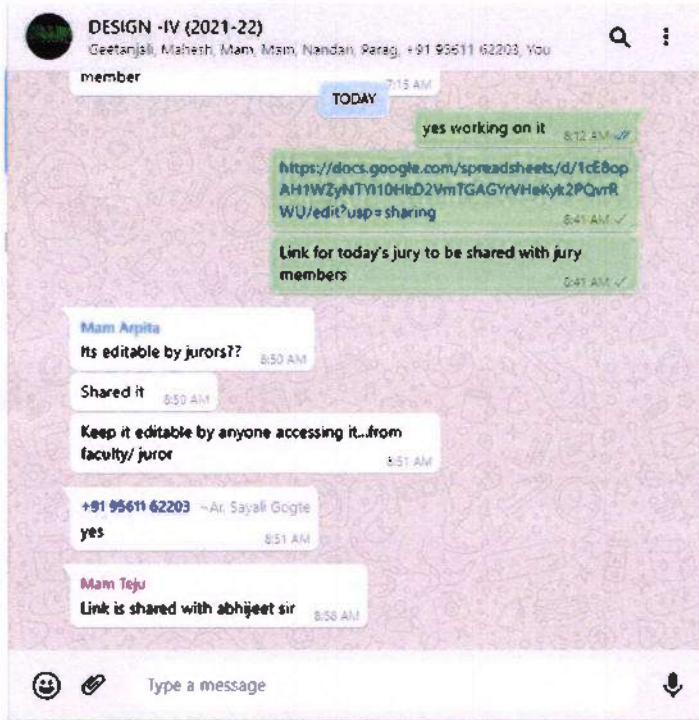 DESIGN -IV (2021-22)
Geetanjali, Mahesh, Mam, Mam, Nandan, Parag, +91 95611 62203, You
member
7:15 AM
TODAY
yes working on it 8:12 AM
https://docs.google.com/spreadsheets/d/
edit?usp=sharing
8:41 AM
Link for today's jury to be shared with jury
members
8:41 AM
Mam Arpita
Its editable by jurors?? 8:50 AM
Shared it 8:50 AM
Keep it editable by anyone accessing it...from
faculty/ juror
8:51 AM
+91 95611 62203 ~Ar. Sayali Gogte
yes 8:51 AM
Mam Teju
Link is shared with abhijeet sir 8:58 AM
Type a message